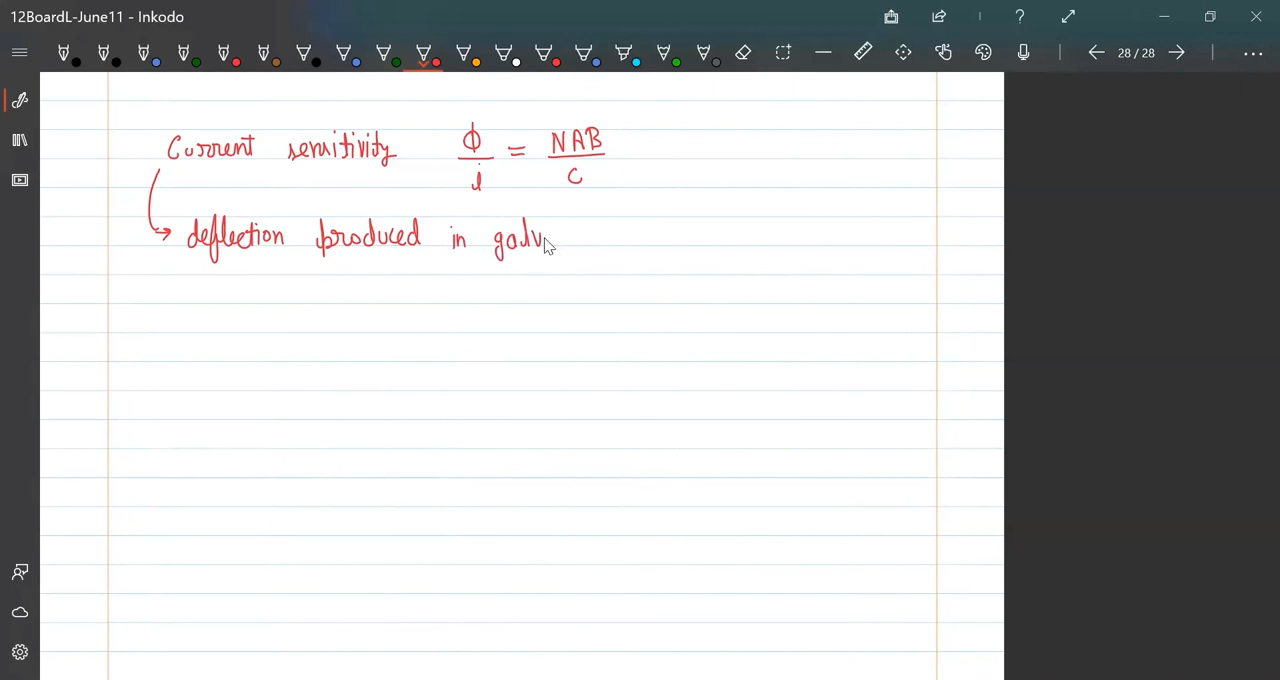 12BoardL-June11 - Inkodo
28 / 28
Current sensitivity ϕ/i = NAB/c
deflection produced in galv